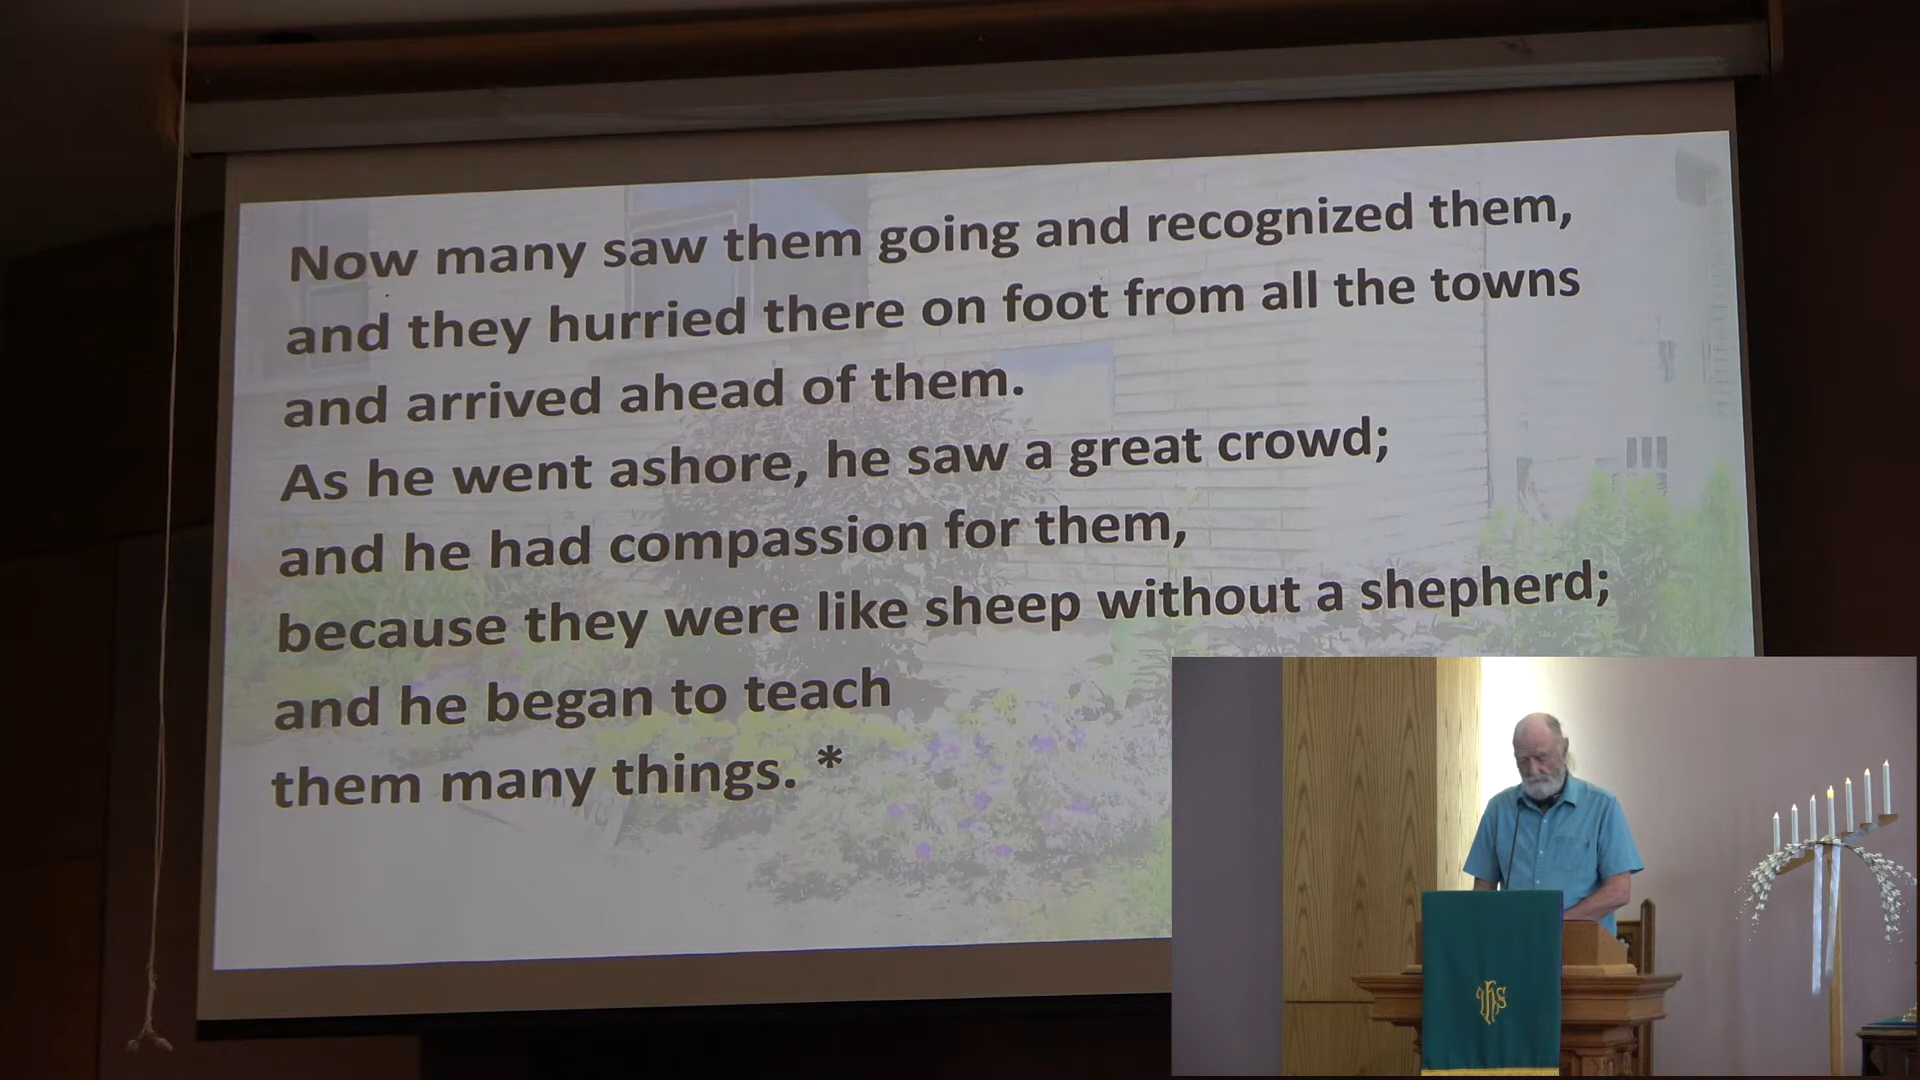 Now many saw them going and recognized them,
and they hurried there on foot from all the towns
and arrived ahead of them.
As he went ashore, he saw a great crowd;
and he had compassion for them,
because they were like sheep without a shepherd;
and he began to teach
them many things. *
ihs